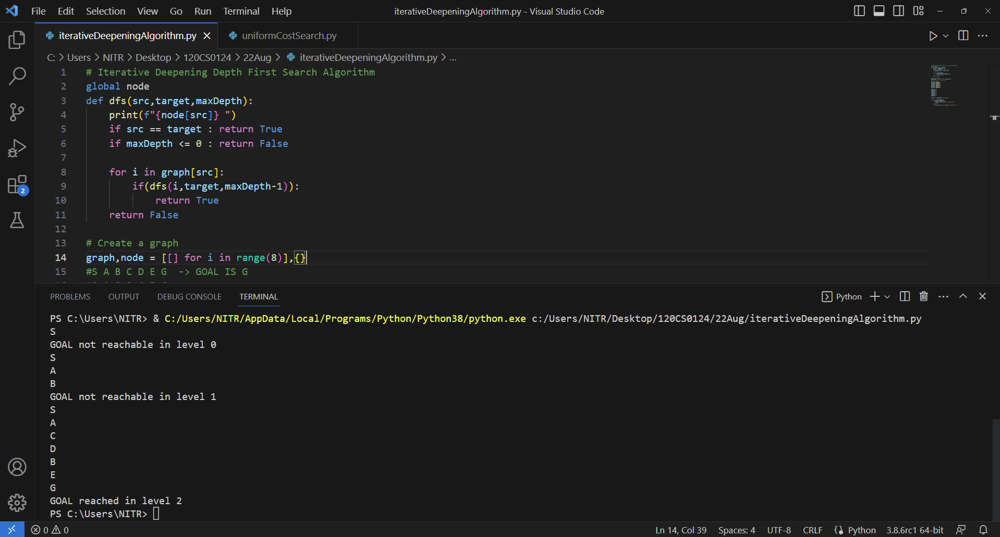 File Edit Selection View Go Run Terminal Help iterativeDeepeningAlgorithm.py - Visual Studio Code
iterativeDeepeningAlgorithm.py uniformCostSearch.py
C: > Users > NITR > Desktop > 120CS0124 > 22Aug > iterativeDeepeningAlgorithm.py > ...
1 # Iterative Deepening Depth First Search Algorithm
2 global node
3 def dfs(src,target,maxDepth):
4     print(f"{node[src]} ")
5     if src == target : return True
6     if maxDepth <= 0 : return False
7
8     for i in graph[src]:
9         if(dfs(i,target,maxDepth-1)):
10             return True
11     return False
12
13 # Create a graph
14 graph,node = [[] for i in range(8)],{}
15 #S A B C D E G  -> GOAL IS G
PROBLEMS OUTPUT DEBUG CONSOLE TERMINAL Python
PS C:\Users\NITR> & C:/Users/NITR/AppData/Local/Programs/Python/Python38/python.exe c:/Users/NITR/Desktop/120CS0124/22Aug/iterativeDeepeningAlgorithm.py
S
GOAL not reachable in level 0
S
A
B
GOAL not reachable in level 1
S
A
C
D
B
E
G
GOAL reached in level 2
PS C:\Users\NITR>
2
0 0 Ln 14, Col 39 Spaces: 4 UTF-8 CRLF Python 3.8.6rc1 64-bit